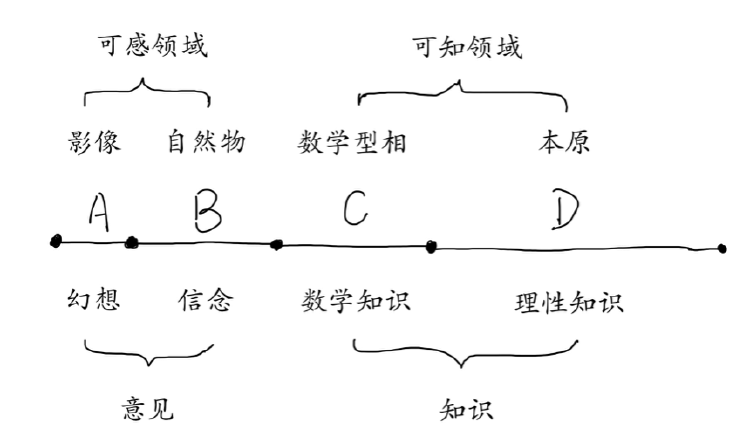 可感领域 可知领域
影像 自然物 数学型相 本原
A B C D
幻想 信念 数学知识 理性知识
意见 知识